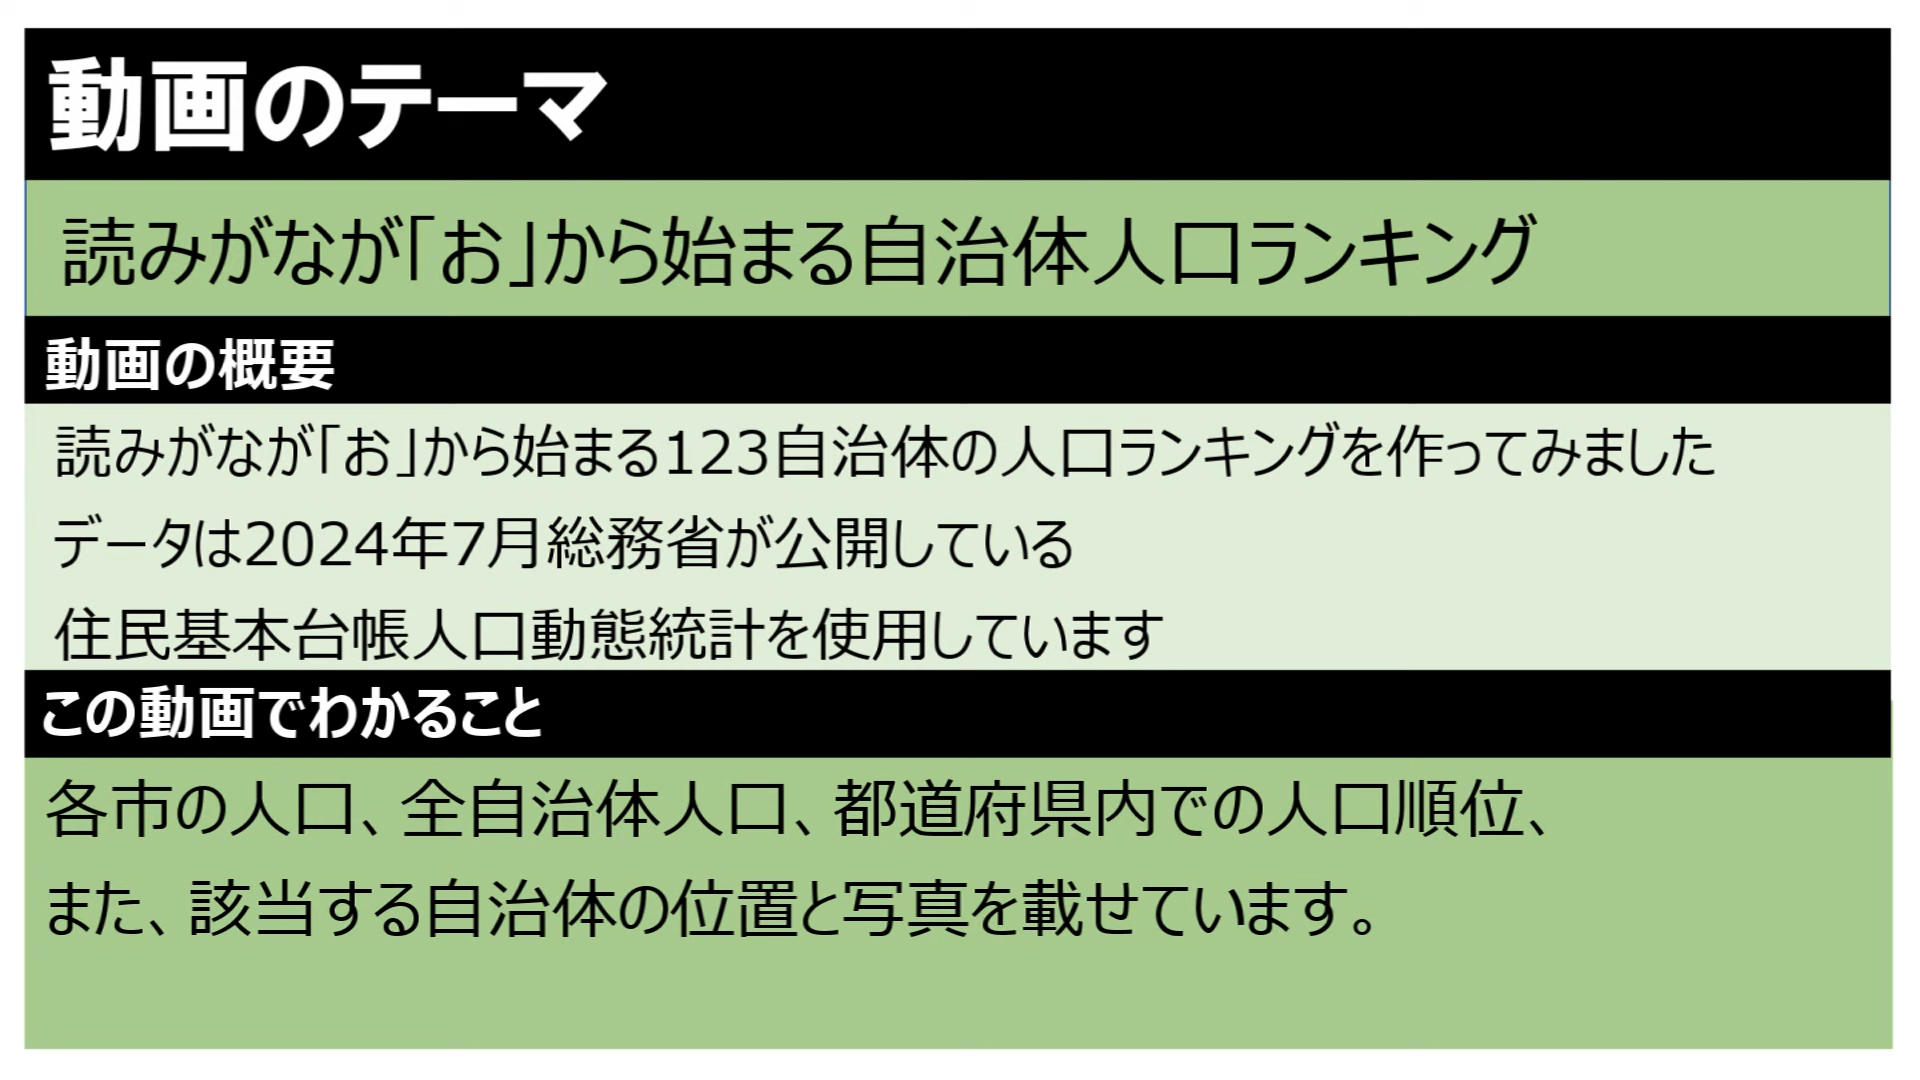 動画のテーマ
読みがなが「お」から始まる自治体人口ランキング
動画の概要
読みがなが「お」から始まる123自治体の人口ランキングを作ってみました
データは2024年7月総務省が公開している
住民基本台帳人口動態統計を使用しています
この動画でわかること
各市の人口、全自治体人口、都道府県内での人口順位、
また、該当する自治体の位置と写真を載せています。